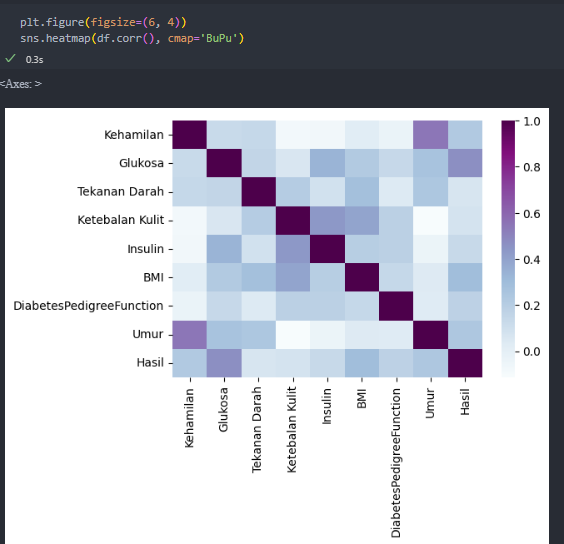 plt.figure(figsize=(6, 4))
sns.heatmap(df.corr(), cmap='BuPu')
0.3s
<Axes: >
Kehamilan
Glukosa
Tekanan Darah
Ketebalan Kulit
Insulin
BMI
DiabetesPedigreeFunction
Umur
Hasil
Kehamilan
Glukosa
Tekanan Darah
Ketebalan Kulit
Insulin
BMI
DiabetesPedigreeFunction
Umur
Hasil
1.0
0.8
0.6
0.4
0.2
0.0